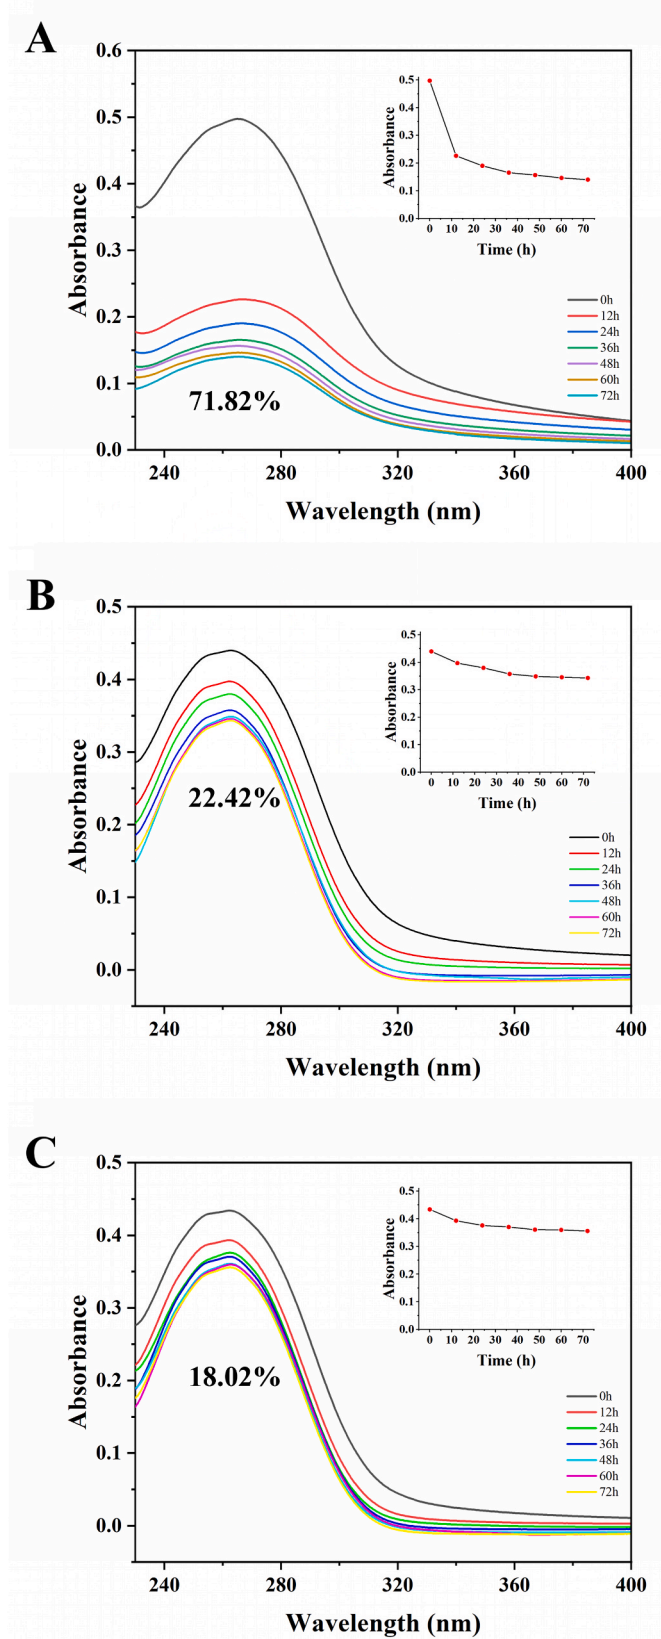 A
0.6
0.5
0.4
0.3
0.2
0.1
0.0
Absorbance
240 280 320 360 400
Wavelength (nm)
71.82%
0.5
0.4
0.3
0.2
0.1
0.0
Absorbance
0 10 20 30 40 50 60 70
Time (h)
0h
12h
24h
36h
48h
60h
72h
B
0.5
0.4
0.3
0.2
0.1
0.0
Absorbance
240 280 320 360 400
Wavelength (nm)
22.42%
0.5
0.4
0.3
0.2
0.1
0.0
Absorbance
0 10 20 30 40 50 60 70
Time (h)
0h
12h
24h
36h
48h
60h
72h
C
0.5
0.4
0.3
0.2
0.1
0.0
Absorbance
240 280 320 360 400
Wavelength (nm)
18.02%
0.5
0.4
0.3
0.2
0.1
0.0
Absorbance
0 10 20 30 40 50 60 70
Time (h)
0h
12h
24h
36h
48h
60h
72h